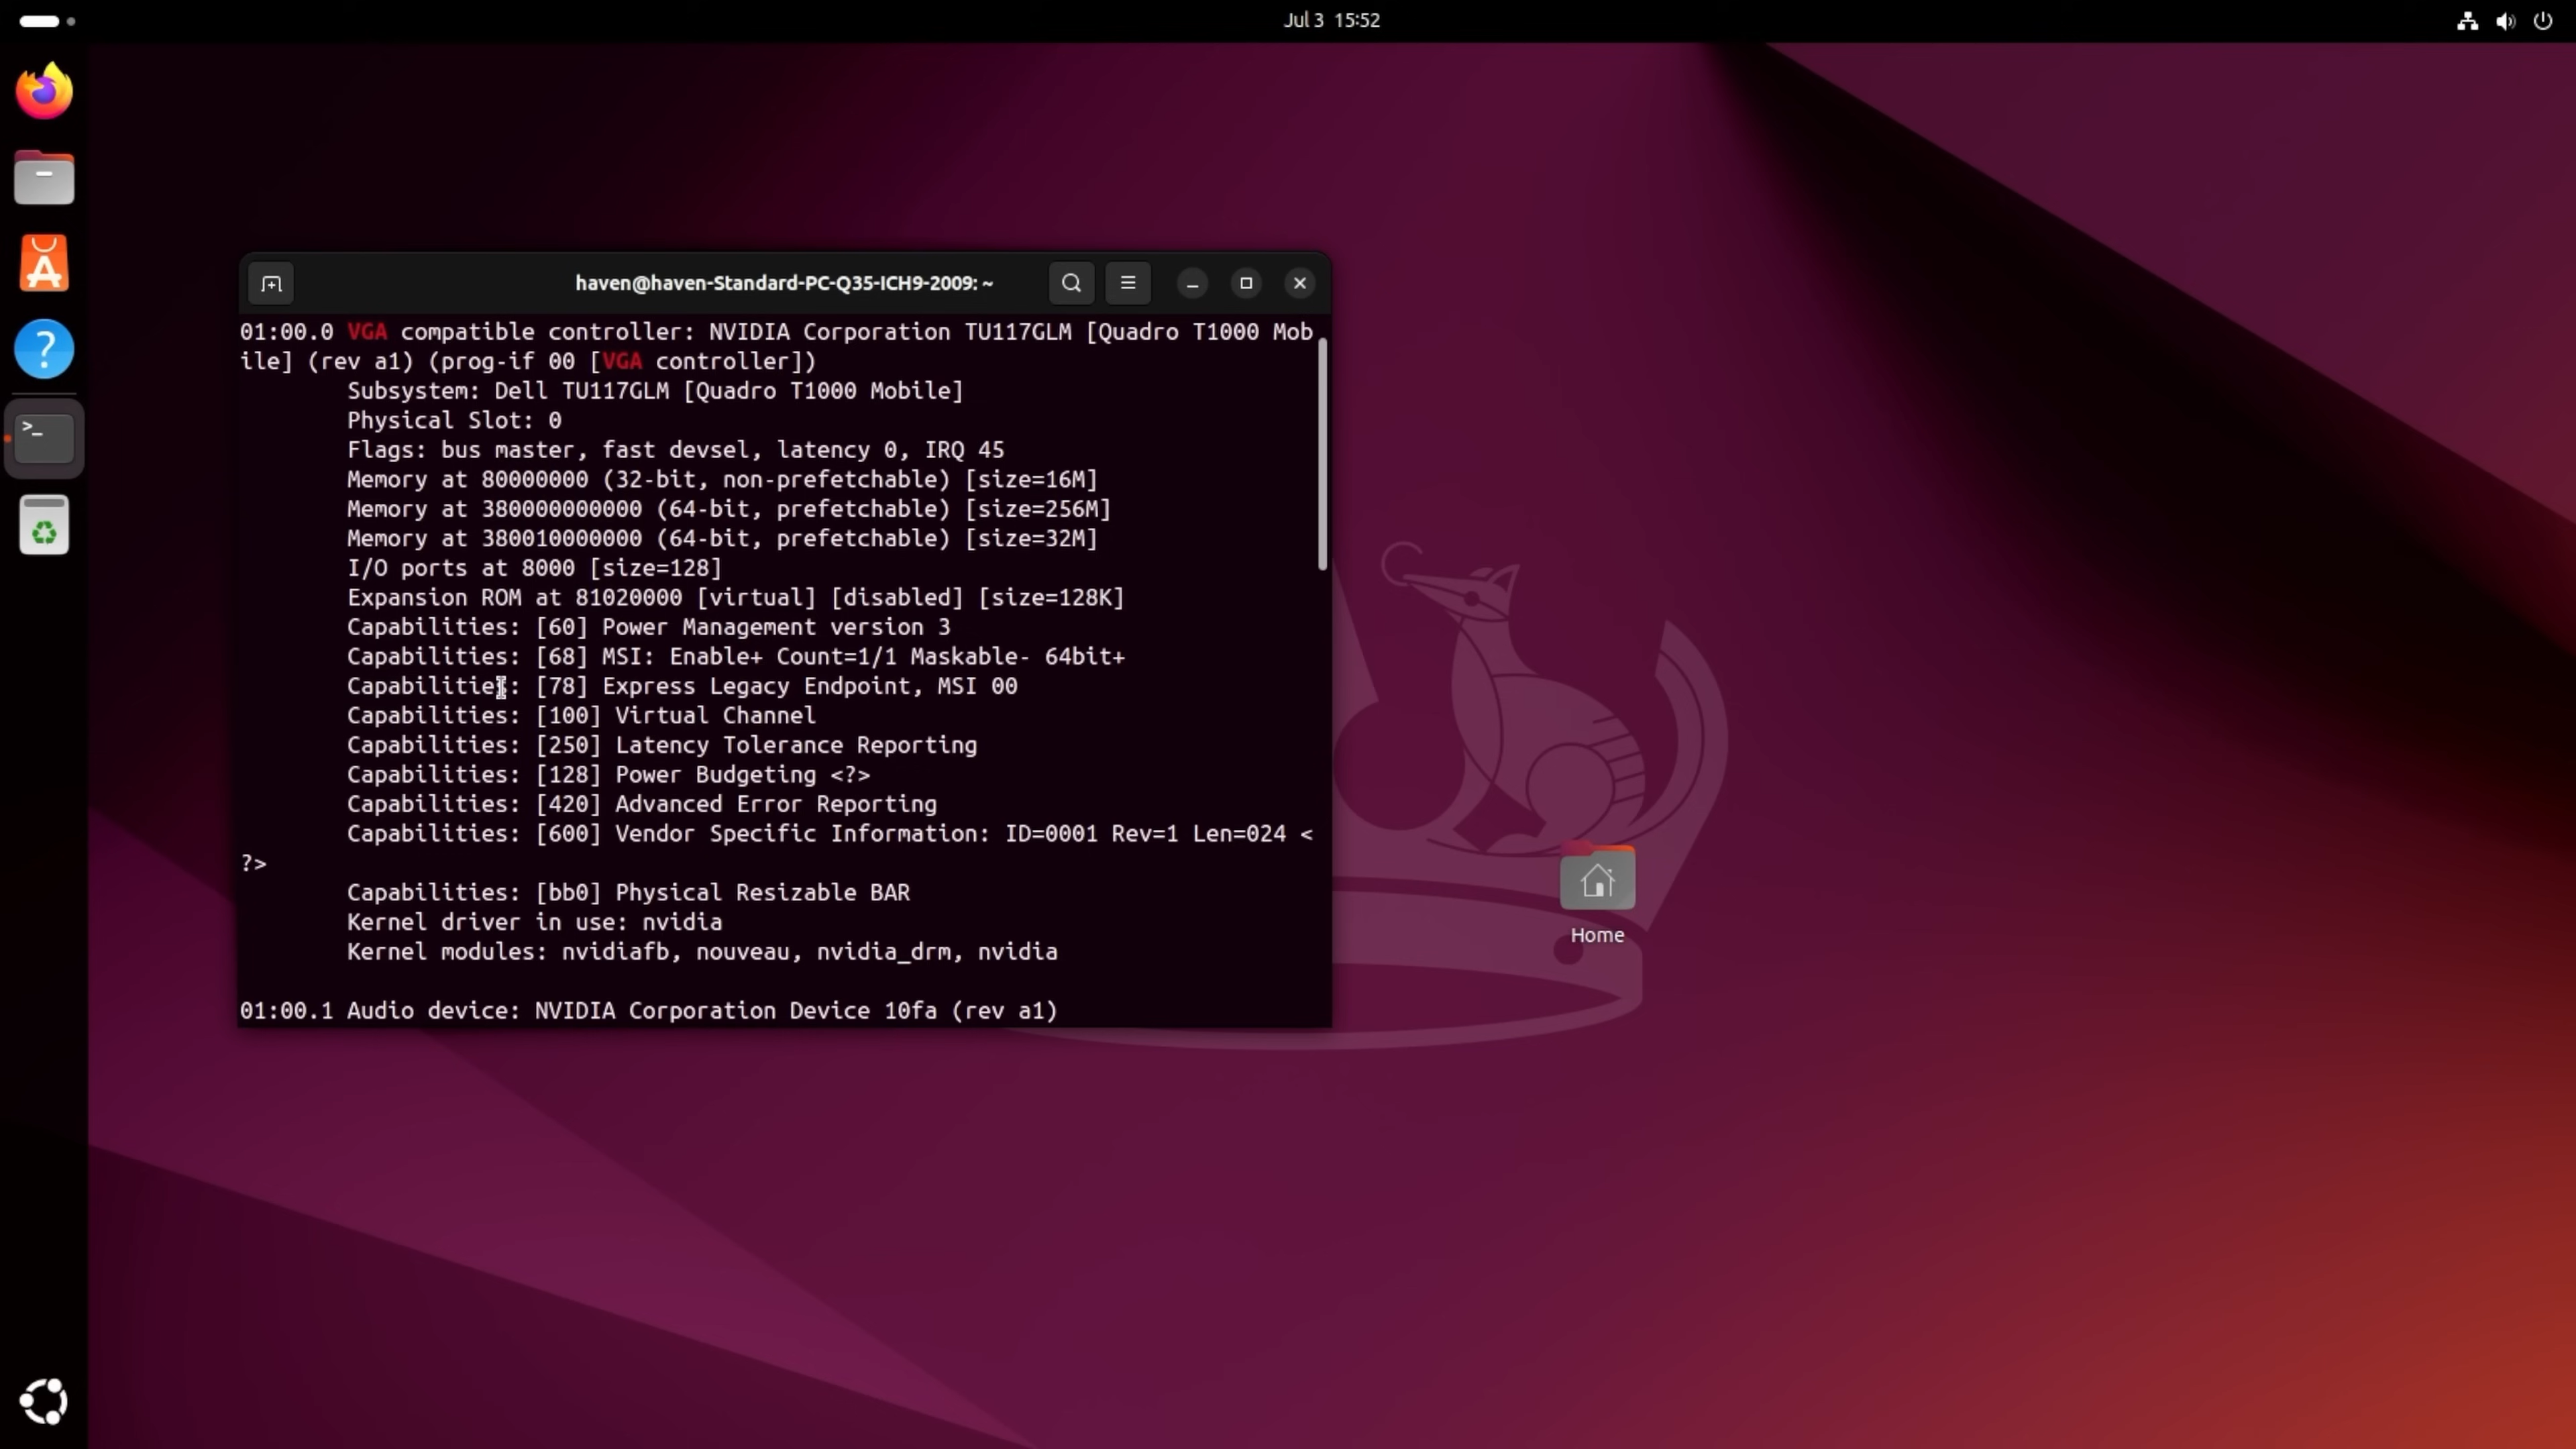 Jul 3 15:52
haven@haven-Standard-PC-Q35-ICH9-2009: ~
01:00.0 VGA compatible controller: NVIDIA Corporation TU117GLM [Quadro T1000 Mob
ile] (rev a1) (prog-if 00 [VGA controller])
Subsystem: Dell TU117GLM [Quadro T1000 Mobile]
Physical Slot: 0
Flags: bus master, fast devsel, latency 0, IRQ 45
Memory at 80000000 (32-bit, non-prefetchable) [size=16M]
Memory at 380000000000 (64-bit, prefetchable) [size=256M]
Memory at 380010000000 (64-bit, prefetchable) [size=32M]
I/O ports at 8000 [size=128]
Expansion ROM at 81020000 [virtual] [disabled] [size=128K]
Capabilities: [60] Power Management version 3
Capabilities: [68] MSI: Enable+ Count=1/1 Maskable- 64bit+
Capabilities: [78] Express Legacy Endpoint, MSI 00
Capabilities: [100] Virtual Channel
Capabilities: [250] Latency Tolerance Reporting
Capabilities: [128] Power Budgeting <?>
Capabilities: [420] Advanced Error Reporting
Capabilities: [600] Vendor Specific Information: ID=0001 Rev=1 Len=024 <
?>
Capabilities: [bb0] Physical Resizable BAR
Kernel driver in use: nvidia
Kernel modules: nvidiafb, nouveau, nvidia_drm, nvidia
01:00.1 Audio device: NVIDIA Corporation Device 10fa (rev a1)
Home